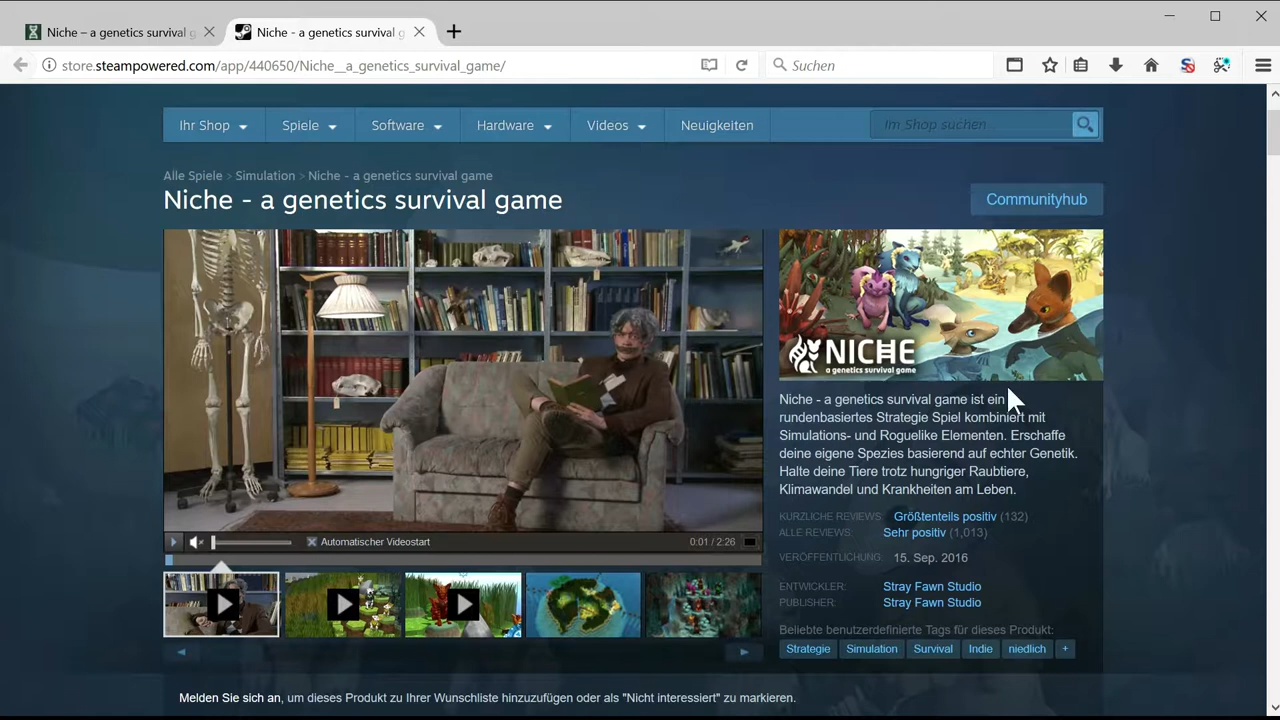 Niche – a genetics survival g
Niche - a genetics survival g
store.steampowered.com/app/440650/Niche__a_genetics_survival_game/
Suchen
Ihr Shop
Spiele
Software
Hardware
Videos
Neuigkeiten
Im Shop suchen
Alle Spiele > Simulation > Niche - a genetics survival game
Niche - a genetics survival game
Communityhub
NICHE
a genetics survival game
Niche - a genetics survival game ist ein
rundenbasiertes Strategie Spiel kombiniert mit
Simulations- und Roguelike Elementen. Erschaffe
deine eigene Spezies basierend auf echter Genetik.
Halte deine Tiere trotz hungriger Raubtiere,
Klimawandel und Krankheiten am Leben.
KÜRZLICHE REVIEWS: Größtenteils positiv (132)
ALLE REVIEWS: Sehr positiv (1,013)
VERÖFFENTLICHUNG: 15. Sep. 2016
Automatischer Videostart
0:01 / 2:26
ENTWICKLER: Stray Fawn Studio
PUBLISHER: Stray Fawn Studio
Beliebte benutzerdefinierte Tags für dieses Produkt:
Strategie Simulation Survival Indie niedlich +
Melden Sie sich an, um dieses Produkt zu Ihrer Wunschliste hinzuzufügen oder als "Nicht interessiert" zu markieren.